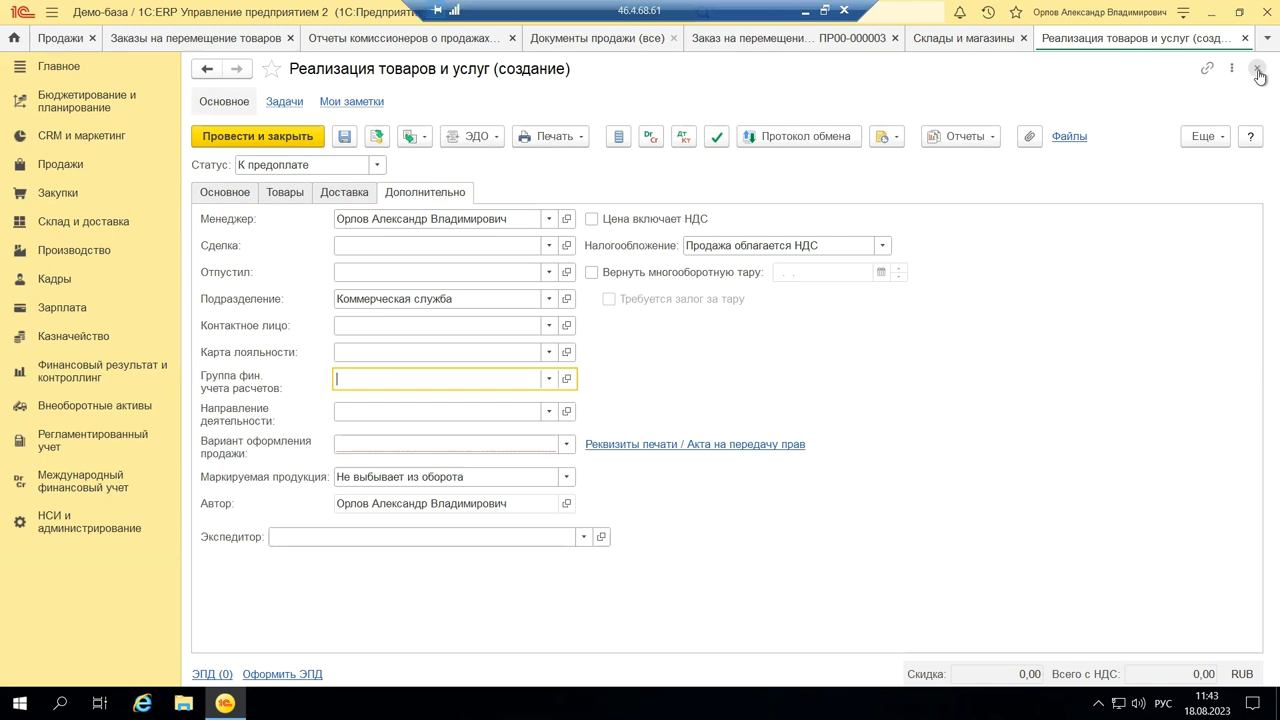 Демо-база / 1С:ERP Управление предприятием 2 (1С:Предприяти
46.4.68.61
Орлов Александр Владимирович
Продажи
Заказы на перемещение товаров
Отчеты комиссионеров о продажах...
Документы продажи (все)
Заказ на перемещени... ПР00-000003
Склады и магазины
Реализация товаров и услуг (созд...
Главное
Бюджетирование и
планирование
CRM и маркетинг
Продажи
Закупки
Склад и доставка
Производство
Кадры
Зарплата
Казначейство
Финансовый результат и
контроллинг
Внеоборотные активы
Регламентированный
учет
Международный
финансовый учет
НСИ и
администрирование
Реализация товаров и услуг (создание)
Основное Задачи Мои заметки
Провести и закрыть ЭДО Печать Протокол обмена Отчеты Файлы Еще ?
Статус: К предоплате
Основное Товары Доставка Дополнительно
Менеджер: Орлов Александр Владимирович Цена включает НДС
Сделка: Налогообложение: Продажа облагается НДС
Отпустил: Вернуть многооборотную тару: . .
Подразделение: Коммерческая служба Требуется залог за тару
Контактное лицо:
Карта лояльности:
Группа фин.
учета расчетов:
Направление
деятельности:
Вариант оформления
продажи:
Реквизиты печати / Акта на передачу прав
Маркируемая продукция: Не выбывает из оборота
Автор: Орлов Александр Владимирович
Экспедитор:
ЭПД (0) Оформить ЭПД Скидка: 0,00 Всего с НДС: 0,00 RUB
РУС
11:43
18.08.2023